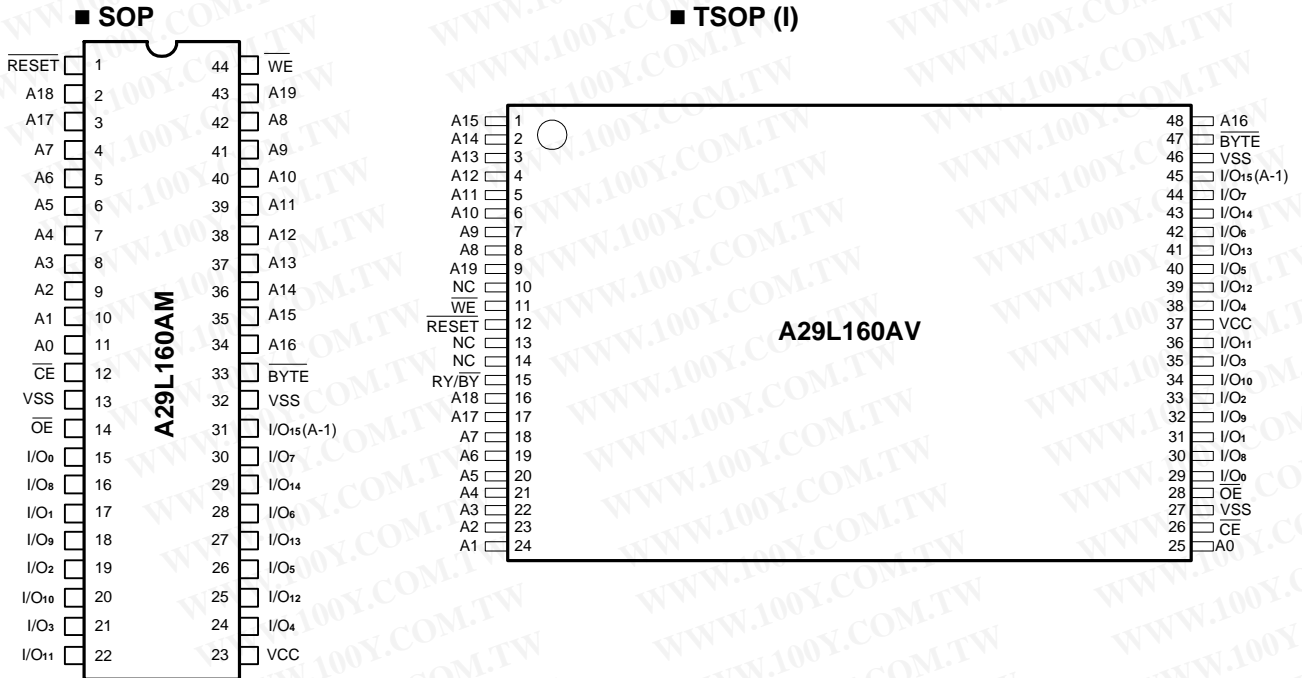 ■ SOP
RESET 1 44 WE
A18 2 43 A19
A17 3 42 A8
A7 4 41 A9
A6 5 40 A10
A5 6 39 A11
A4 7 38 A12
A3 8 37 A13
A2 9 36 A14
A1 10 35 A15
A0 11 34 A16
CE 12 33 BYTE
VSS 13 32 VSS
OE 14 31 I/O15(A-1)
I/O0 15 30 I/O7
I/O8 16 29 I/O14
I/O1 17 28 I/O6
I/O9 18 27 I/O13
I/O2 19 26 I/O5
I/O10 20 25 I/O12
I/O3 21 24 I/O4
I/O11 22 23 VCC
A29L160AM
■ TSOP (I)
A15 1 48 A16
A14 2 47 BYTE
A13 3 46 VSS
A12 4 45 I/O15(A-1)
A11 5 44 I/O7
A10 6 43 I/O14
A9 7 42 I/O6
A8 8 41 I/O13
A19 9 40 I/O5
NC 10 39 I/O12
WE 11 38 I/O4
RESET 12 37 VCC
NC 13 36 I/O11
NC 14 35 I/O3
RY/BY 15 34 I/O10
A18 16 33 I/O2
A17 17 32 I/O9
A7 18 31 I/O1
A6 19 30 I/O8
A5 20 29 I/O0
A4 21 28 OE
A3 22 27 VSS
A2 23 26 CE
A1 24 25 A0
A29L160AV
WWW.100Y.COM.TW